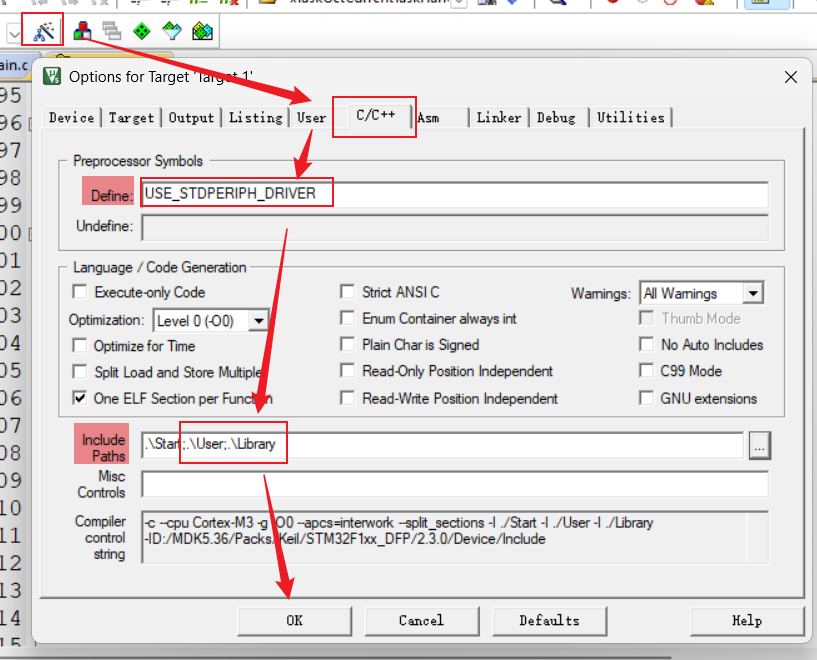 ain.c
Options for Target 'Target 1'
Device Target Output Listing User C/C++ Asm Linker Debug Utilities
Preprocessor Symbols
Define: USE_STDPERIPH_DRIVER
Undefine:
Language / Code Generation
Execute-only Code
Strict ANSI C
Warnings: All Warnings
Optimization: Level 0 (-O0)
Enum Container always int
Thumb Mode
Optimize for Time
Plain Char is Signed
No Auto Includes
Split Load and Store Multiple
Read-Only Position Independent
C99 Mode
One ELF Section per Function
Read-Write Position Independent
GNU extensions
Include Paths .\Start;.\User;.\Library ...
Misc Controls
Compiler control string
-c --cpu Cortex-M3 -g -O0 --apcs=interwork --split_sections -I ./Start -I ./User -I ./Library
-ID:/MDK5.36/Packs/Keil/STM32F1xx_DFP/2.3.0/Device/Include
OK Cancel Defaults Help
95
96
97
98
99
00
01
02
03
04
05
06
07
08
09
10
11
12
13
14
15